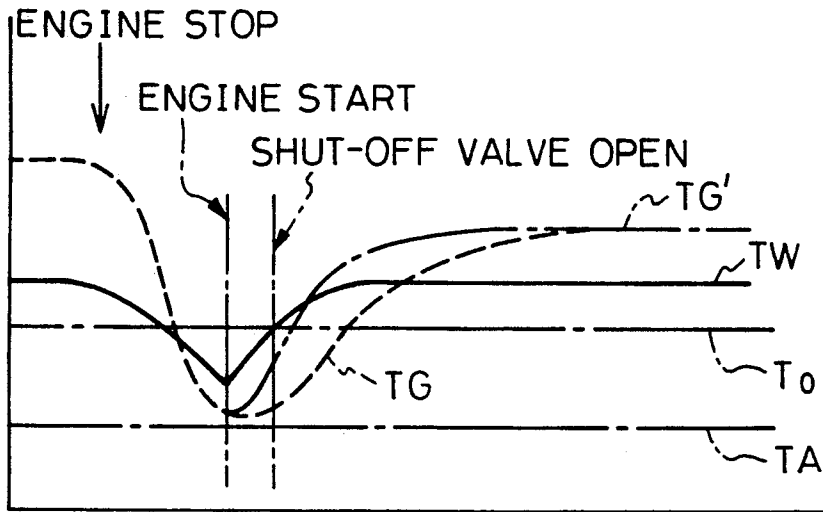 ENGINE STOP
ENGINE START
SHUT-OFF VALVE OPEN
TG'
TW
To
TG
TA